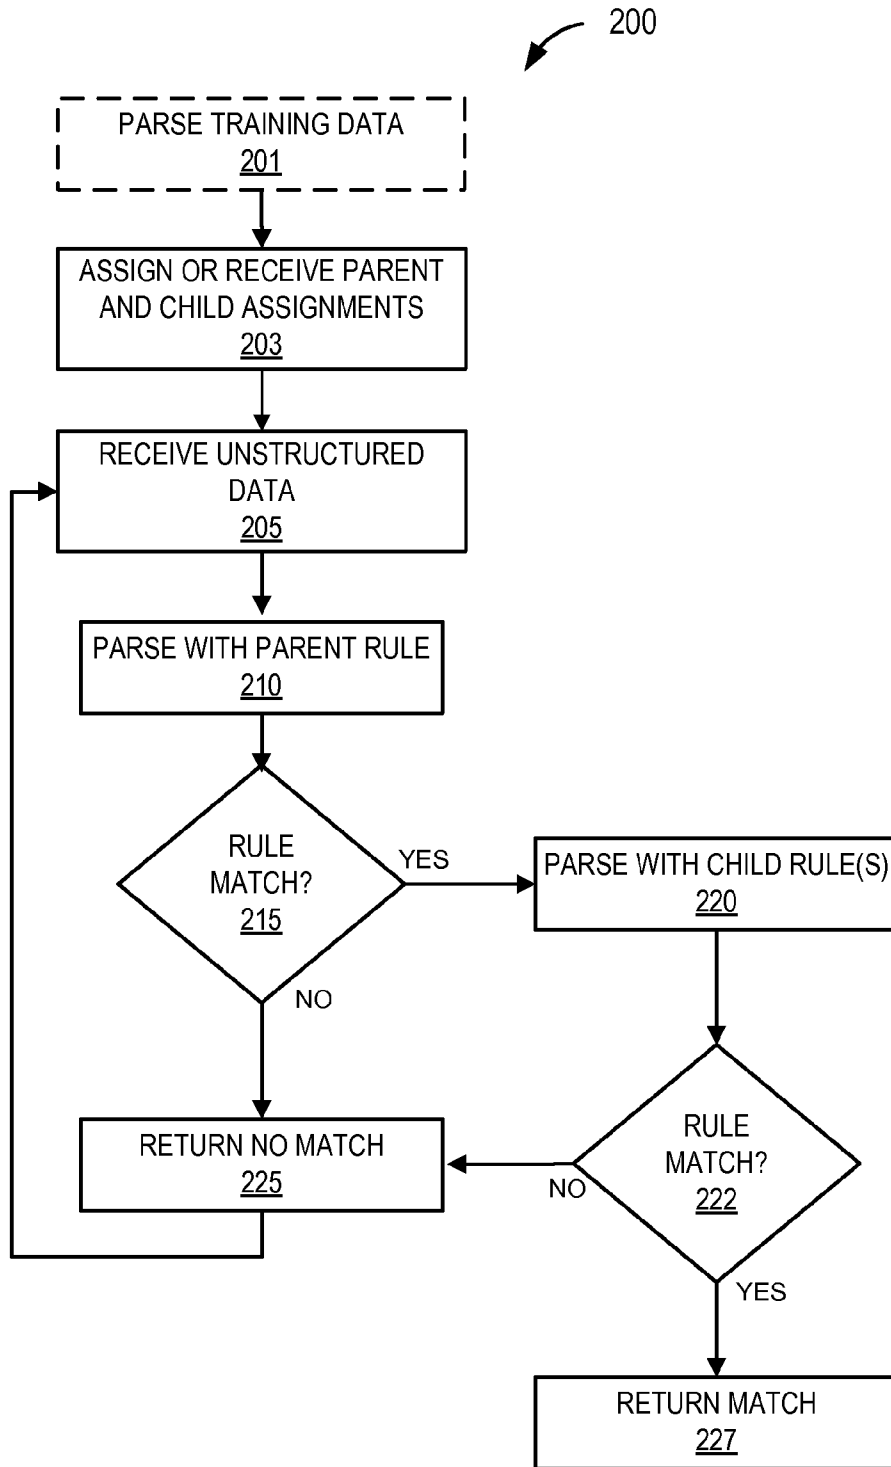 200
PARSE TRAINING DATA
201
ASSIGN OR RECEIVE PARENT
AND CHILD ASSIGNMENTS
203
RECEIVE UNSTRUCTURED
DATA
205
PARSE WITH PARENT RULE
210
RULE
MATCH?
215
YES
NO
PARSE WITH CHILD RULE(S)
220
RULE
MATCH?
222
NO
YES
RETURN NO MATCH
225
RETURN MATCH
227